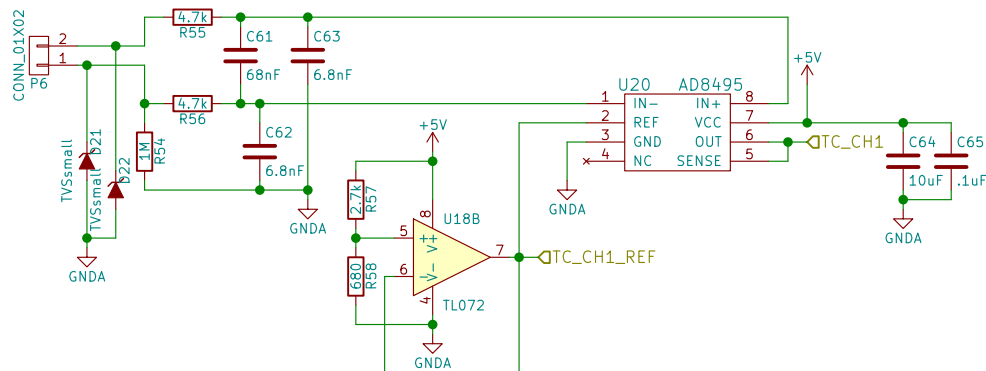 CONN_01X02
2
1
P6
4.7k
R55
C61
68nF
C63
6.8nF
4.7k
R56
1M
R54
C62
6.8nF
GNDA
TVSsmall
D21
TVSsmall
D22
GNDA
+5V
2.7k
R57
680
R58
U18B
8
5
+
V+
6
-
V-
4
7
TL072
GNDA
TC_CH1_REF
U20
AD8495
1
IN-
IN+
8
2
REF
VCC
7
3
GND
OUT
6
4
NC
SENSE
5
GNDA
+5V
TC_CH1
C64
10uF
C65
.1uF
GNDA